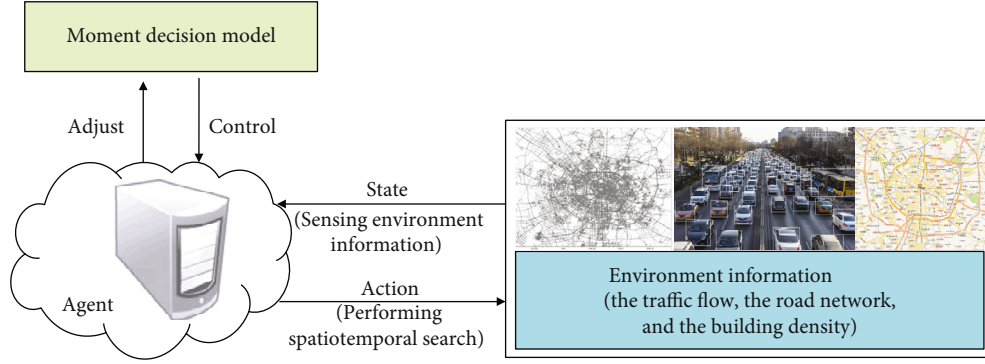 Moment decision model
Adjust
Control
State
(Sensing environment
information)
Agent
Action
(Performing
spatiotemporal search)
Environment information
(the traffic flow, the road network,
and the building density)